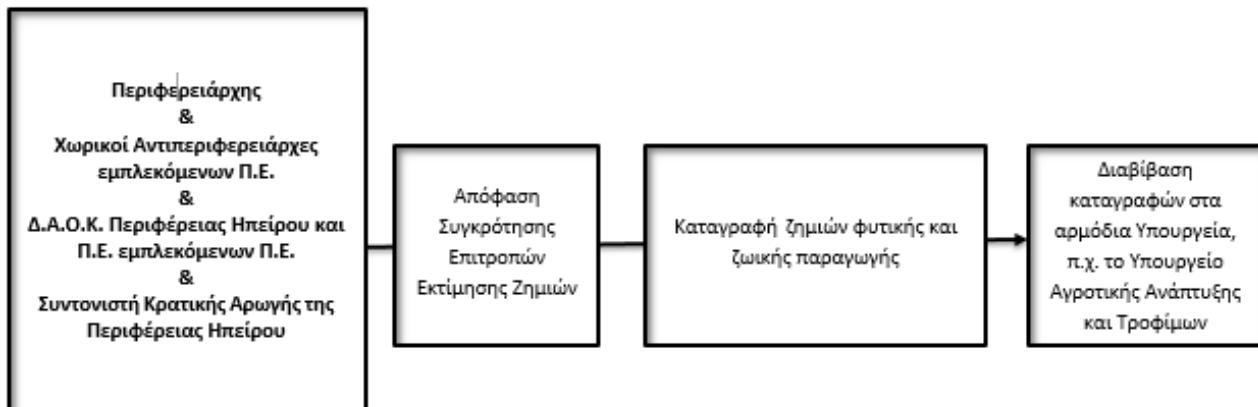 Περιφερειάρχης
&
Χωρικοί Αντιπεριφερειάρχες
εμπλεκόμενων Π.Ε.
&
Δ.Α.Ο.Κ. Περιφέρειας Ηπείρου και
Π.Ε. εμπλεκόμενων Π.Ε.
&
Συντονιστή Κρατικής Αρωγής της
Περιφέρειας Ηπείρου
Απόφαση
Συγκρότησης
Επιτροπών
Εκτίμησης Ζημιών
Καταγραφή ζημιών φυτικής και
ζωικής παραγωγής
Διαβίβαση
καταγραφών στα
αρμόδια Υπουργεία,
π.χ. το Υπουργείο
Αγροτικής Ανάπτυξης
και Τροφίμων